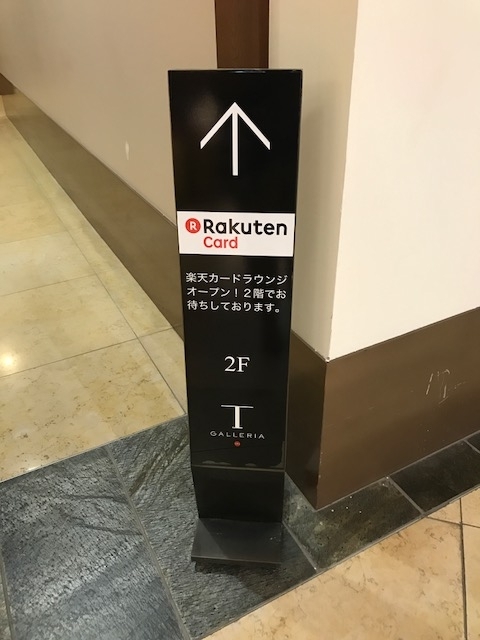 R Rakuten
Card
楽天カードラウンジ
オープン！２階でお
待ちしております。
2F
T
GALLERIA